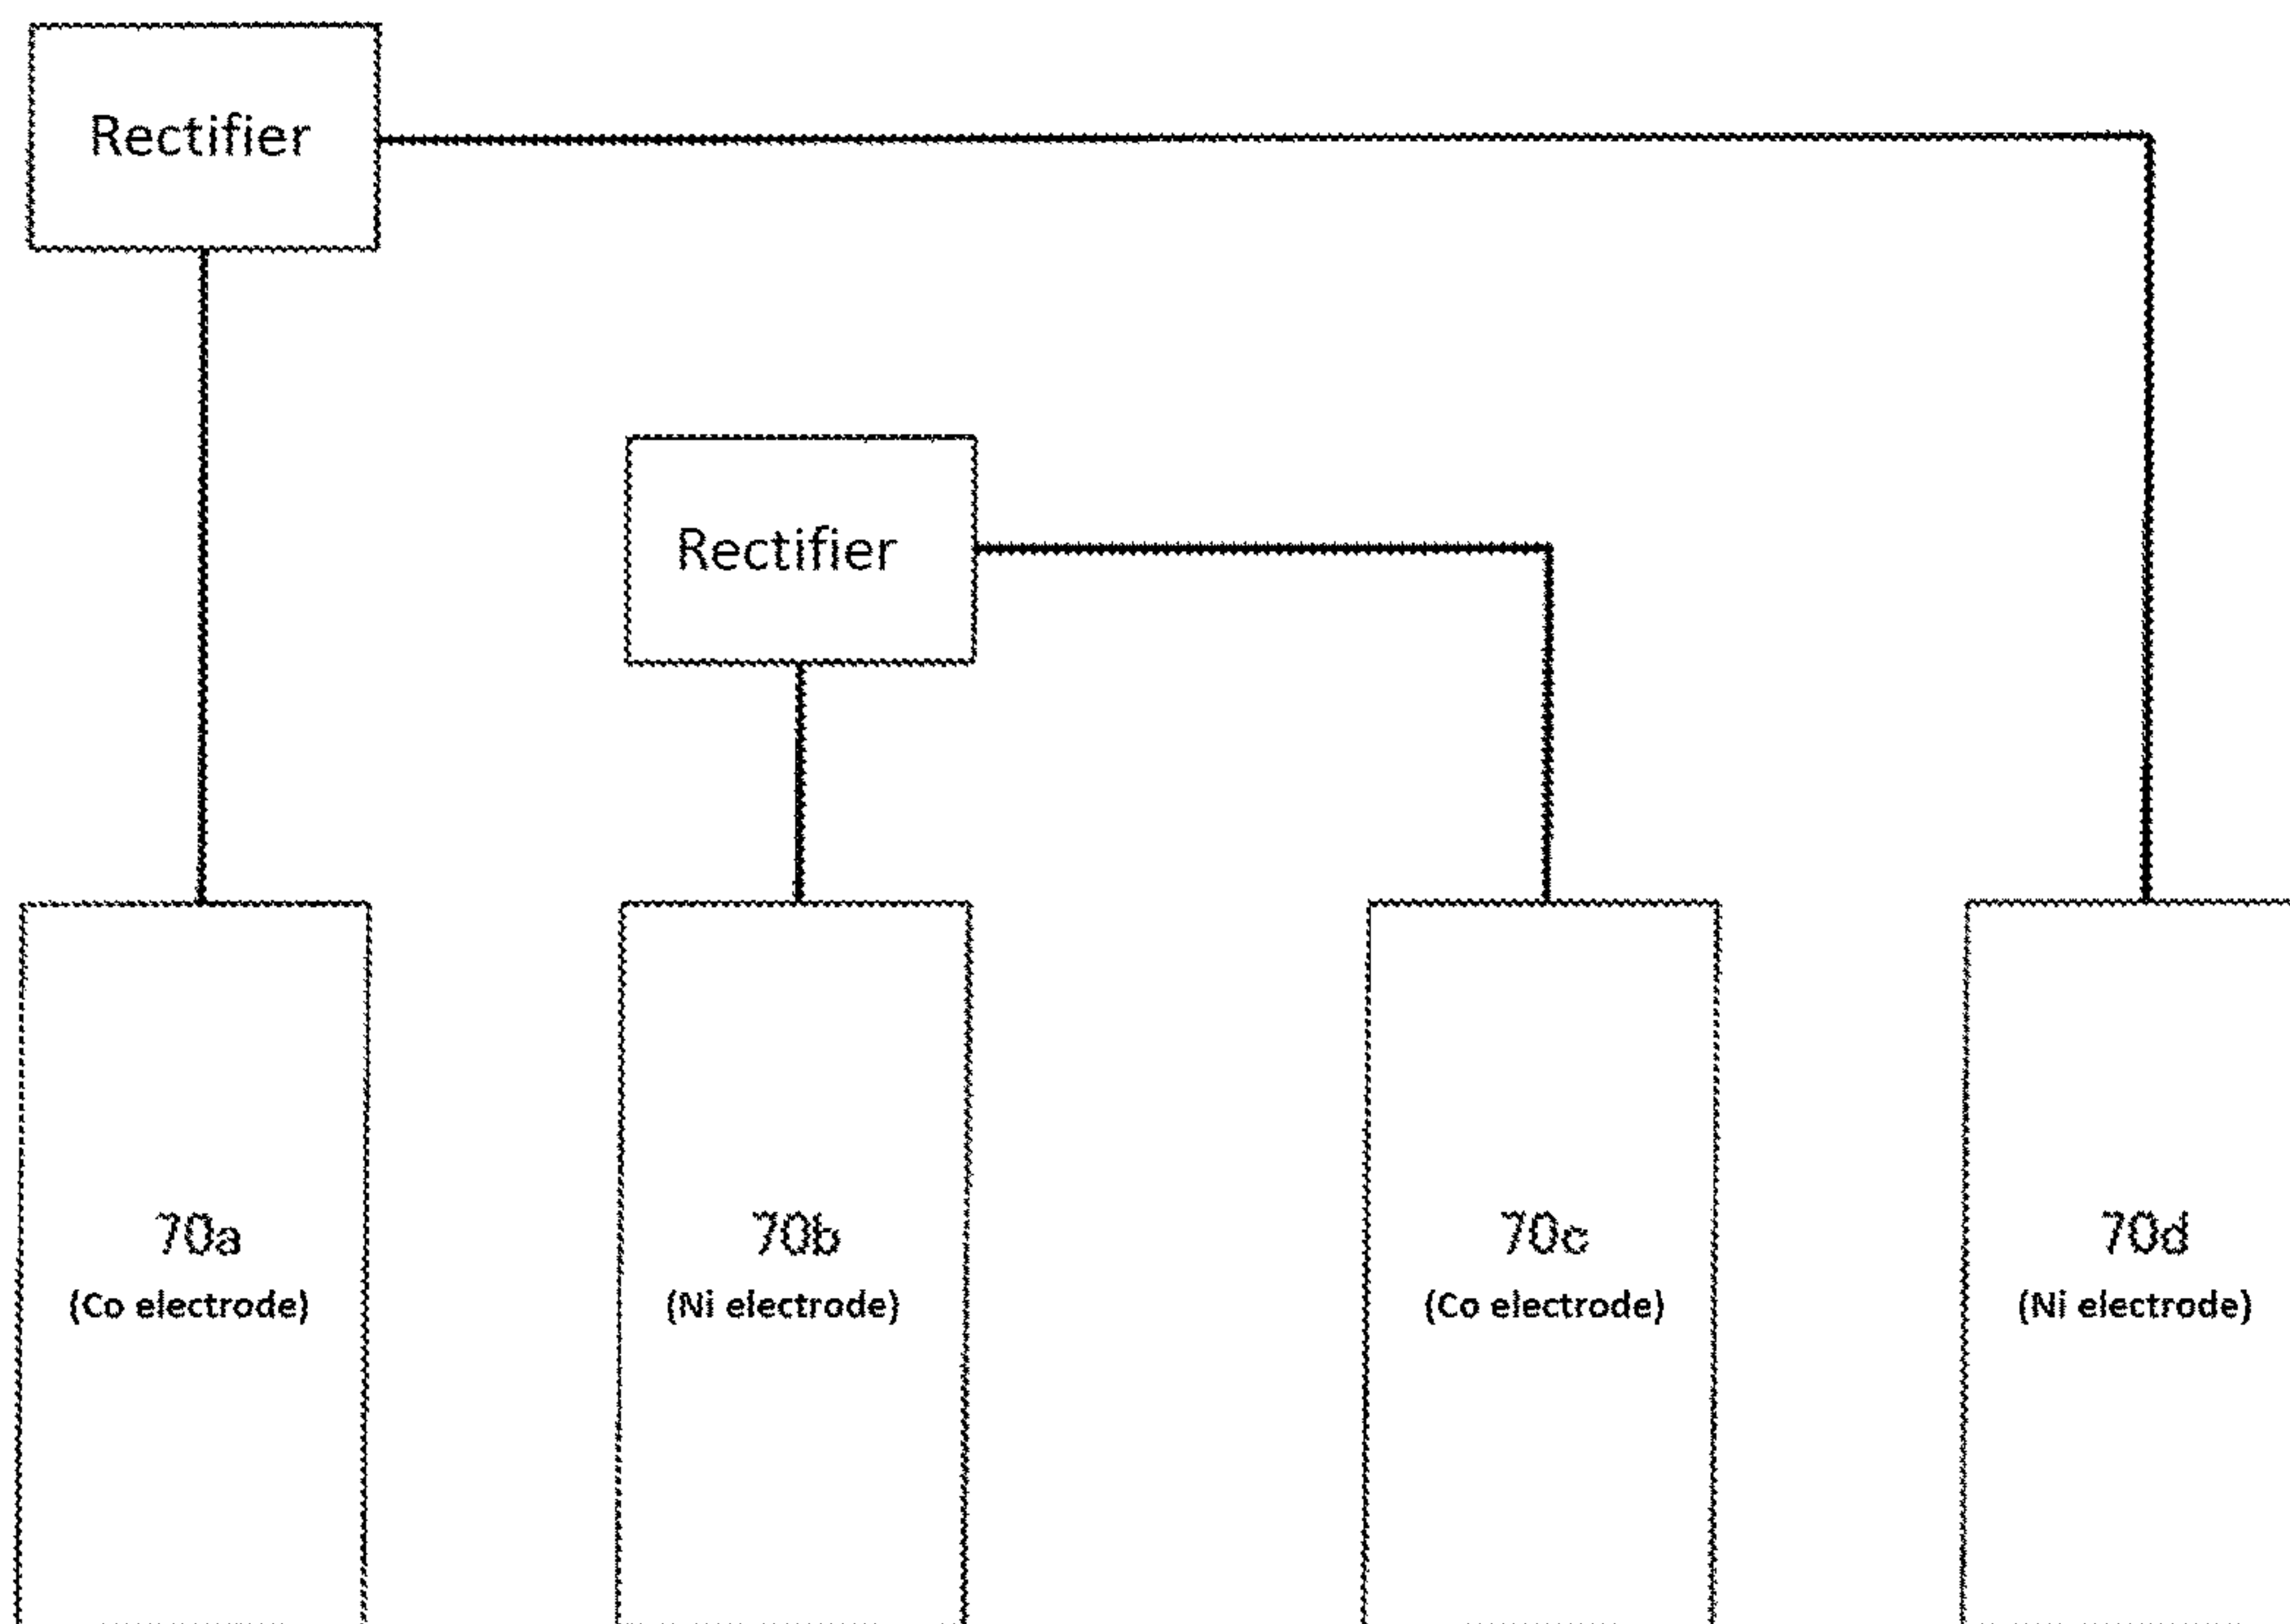 Rectifier
Rectifier
70a
(Co electrode)
70b
(Ni electrode)
70c
(Co electrode)
70d
(Ni electrode)